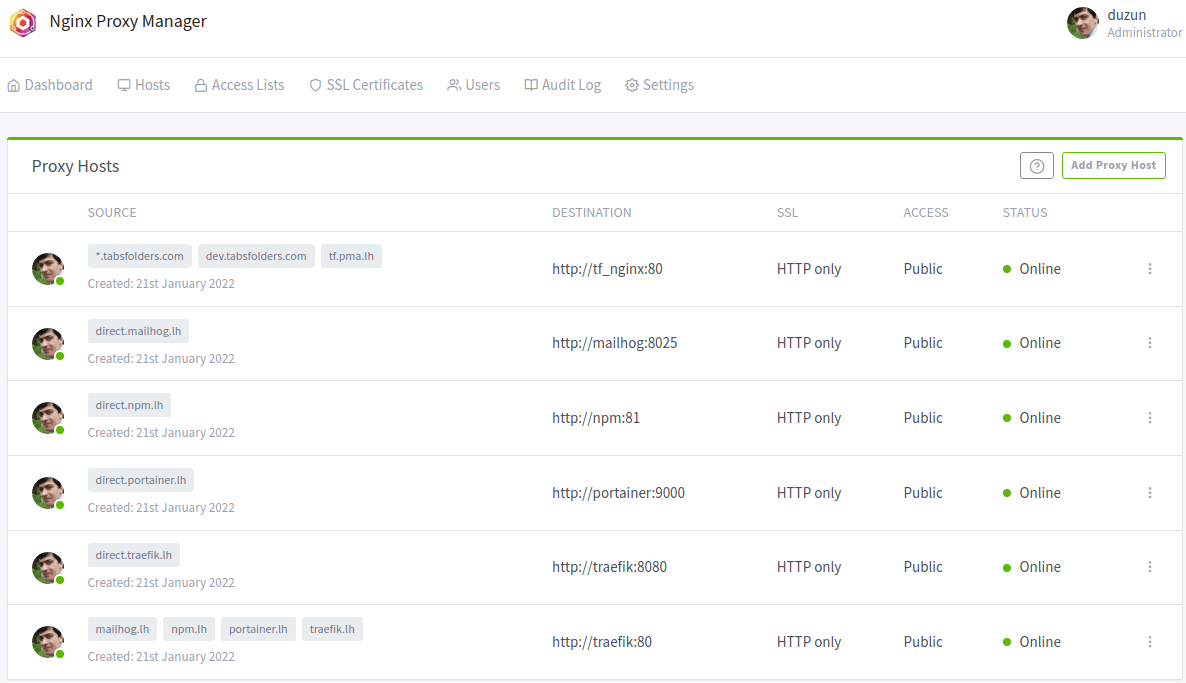 Nginx Proxy Manager
duzun
Administrator
Dashboard Hosts Access Lists SSL Certificates Users Audit Log Settings
Proxy Hosts
Add Proxy Host
SOURCE DESTINATION SSL ACCESS STATUS
*.tabsfolders.com dev.tabsfolders.com tf.pma.lh
Created: 21st January 2022
http://tf_nginx:80 HTTP only Public Online
direct.mailhog.lh
Created: 21st January 2022
http://mailhog:8025 HTTP only Public Online
direct.npm.lh
Created: 21st January 2022
http://npm:81 HTTP only Public Online
direct.portainer.lh
Created: 21st January 2022
http://portainer:9000 HTTP only Public Online
direct.traefik.lh
Created: 21st January 2022
http://traefik:8080 HTTP only Public Online
mailhog.lh npm.lh portainer.lh traefik.lh
Created: 21st January 2022
http://traefik:80 HTTP only Public Online